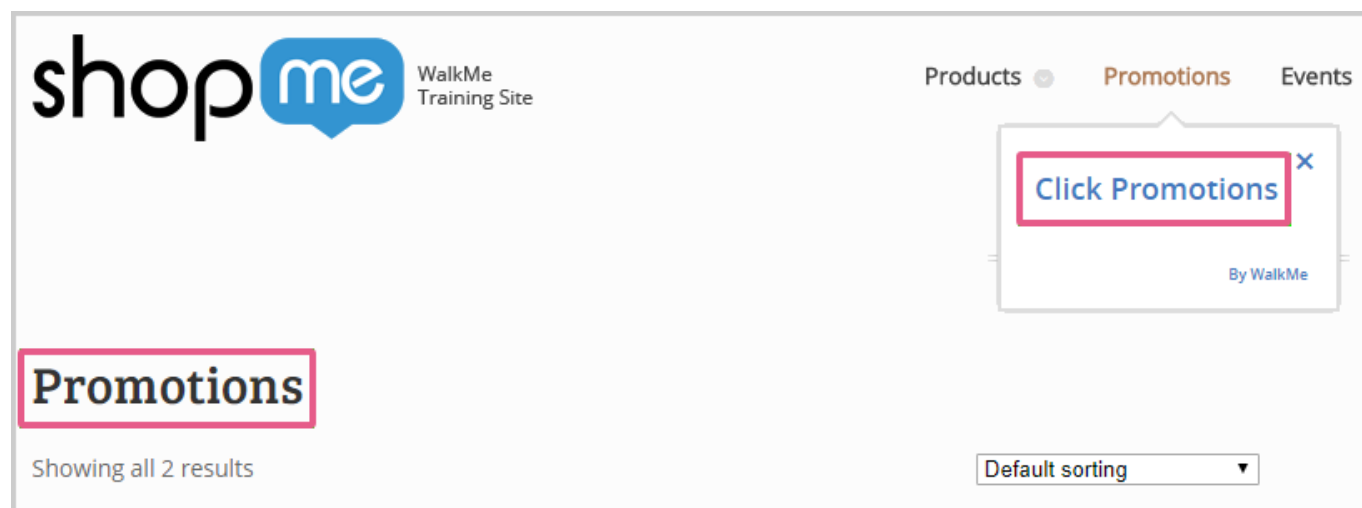 shop me
WalkMe
Training Site
Products Promotions Events
Click Promotions
By WalkMe
Promotions
Showing all 2 results
Default sorting